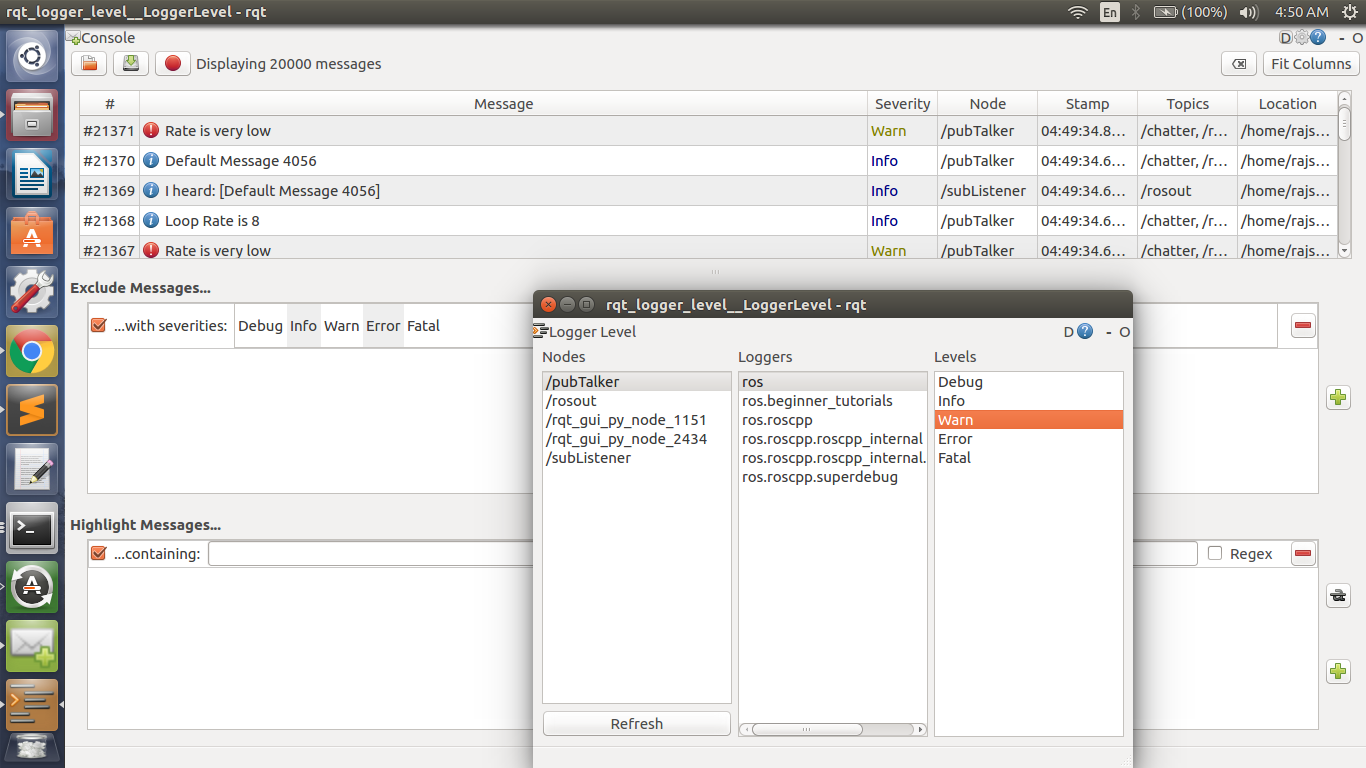 rqt_logger_level__LoggerLevel - rqt En (100%) 4:50 AM
Console D - O
Displaying 20000 messages Fit Columns
# Message Severity Node Stamp Topics Location
#21371 Rate is very low Warn /pubTalker 04:49:34.8... /chatter, /r... /home/rajs...
#21370 Default Message 4056 Info /pubTalker 04:49:34.6... /chatter, /r... /home/rajs...
#21369 I heard: [Default Message 4056] Info /subListener 04:49:34.6... /rosout /home/rajs...
#21368 Loop Rate is 8 Info /pubTalker 04:49:34.6... /chatter, /r... /home/rajs...
#21367 Rate is very low Warn /pubTalker 04:49:34.6... /chatter, /r... /home/rajs...
Exclude Messages...
...with severities: Debug Info Warn Error Fatal
Highlight Messages...
...containing: Regex
rqt_logger_level__LoggerLevel - rqt
Logger Level D - O
Nodes Loggers Levels
/pubTalker ros Debug
/rosout ros.beginner_tutorials Info
/rqt_gui_py_node_1151 ros.roscpp Warn
/rqt_gui_py_node_2434 ros.roscpp.roscpp_internal Error
/subListener ros.roscpp.roscpp_internal. Fatal
ros.roscpp.superdebug
Refresh